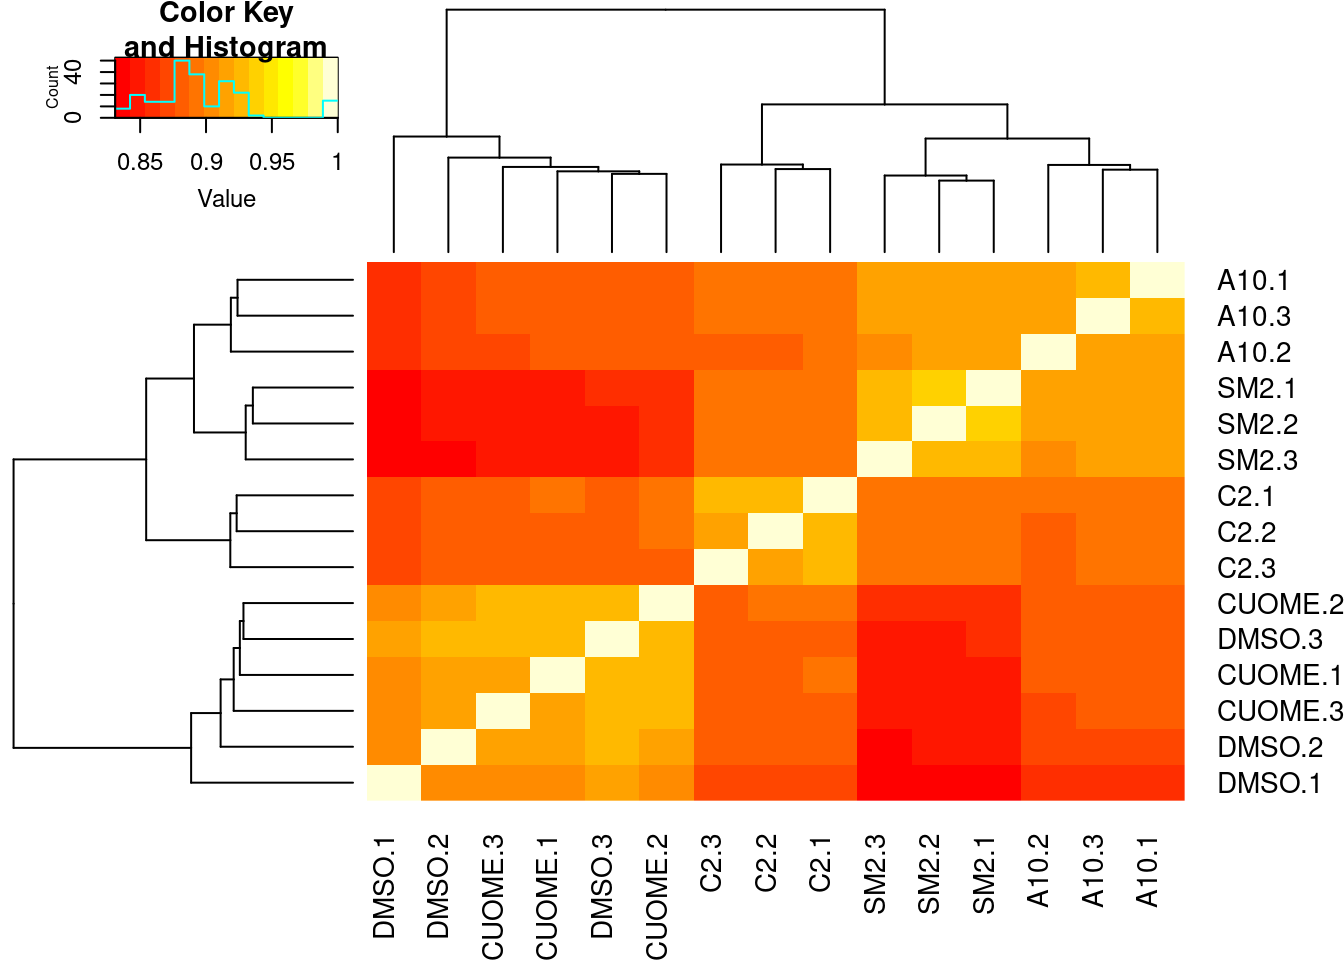 Color Key
and Histogram
Count
0
40
0.85
0.9
0.95
1
Value
A10.1
A10.3
A10.2
SM2.1
SM2.2
SM2.3
C2.1
C2.2
C2.3
CUOME.2
DMSO.3
CUOME.1
CUOME.3
DMSO.2
DMSO.1
DMSO.1
DMSO.2
CUOME.3
CUOME.1
DMSO.3
CUOME.2
C2.3
C2.2
C2.1
SM2.3
SM2.2
SM2.1
A10.2
A10.3
A10.1